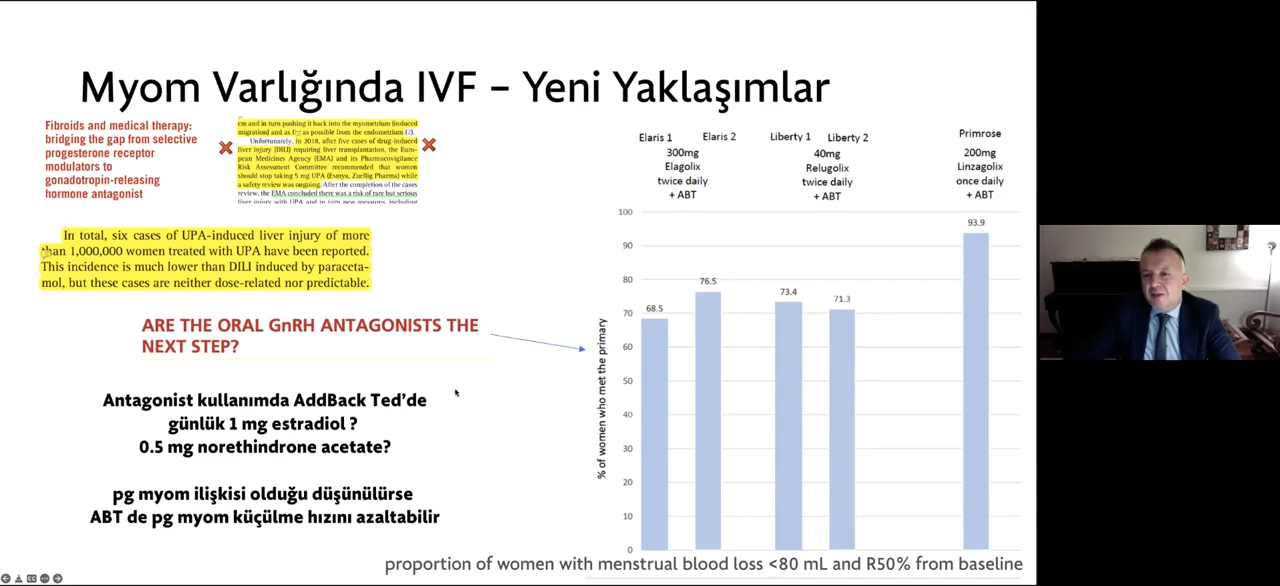 Myom Varlığında IVF – Yeni Yaklaşımlar
Fibroids and medical therapy:
bridging the gap from selective
progesterone receptor
modulators to
gonadotropin-releasing
hormone antagonist
cm and in turn pushing it back into the myometrium (induced
migration) and as far as possible from the endometrium (2).
Unfortunately, in 2018, after five cases of drug-induced
liver injury (DILI) requiring liver transplantation, the Euro-
pean Medicines Agency (EMA) and its Pharmacovigilance
Risk Assessment Committee recommended that women
should stop taking 5 mg UPA (Esmya, Zuellig Pharma) while
a safety review was ongoing. After the completion of the cases
review, the EMA concluded there was a risk of rare but serious
liver injury with UPA and in turn new measures, including
In total, six cases of UPA-induced liver injury of more
than 1,000,000 women treated with UPA have been reported.
This incidence is much lower than DILI induced by paraceta-
mol, but these cases are neither dose-related nor predictable.
ARE THE ORAL GnRH ANTAGONISTS THE
NEXT STEP?
Antagonist kullanımda AddBack Ted’de
günlük 1 mg estradiol ?
0.5 mg norethindrone acetate?
pg myom ilişkisi olduğu düşünülürse
ABT de pg myom küçülme hızını azaltabilir
Elaris 1 Elaris 2
300mg
Elagolix
twice daily
+ ABT
Liberty 1 Liberty 2
40mg
Relugolix
twice daily
+ ABT
Primrose
200mg
Linzagolix
once daily
+ ABT
% of women who met the primary
100
90
80
70
60
50
40
30
20
10
0
68.5
76.5
73.4
71.3
93.9
proportion of women with menstrual blood loss <80 mL and R50% from baseline